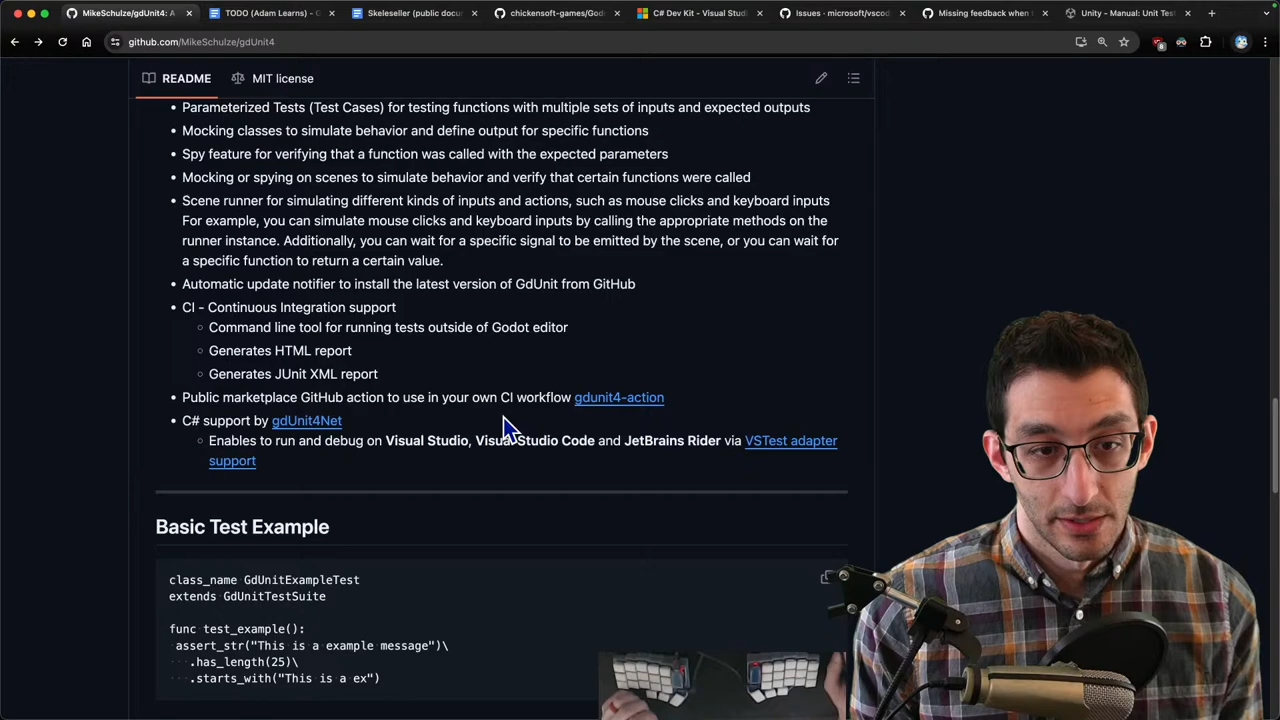 MikeSchulze/gdUnit4: A
TODO (Adam Learns) - G
Skeleseller (public docu
chickensoft-games/God
C# Dev Kit - Visual Studi
Issues · microsoft/vscod
Missing feedback when t
Unity - Manual: Unit Test
github.com/MikeSchulze/gdUnit4
README
MIT license
• Parameterized Tests (Test Cases) for testing functions with multiple sets of inputs and expected outputs
• Mocking classes to simulate behavior and define output for specific functions
• Spy feature for verifying that a function was called with the expected parameters
• Mocking or spying on scenes to simulate behavior and verify that certain functions were called
• Scene runner for simulating different kinds of inputs and actions, such as mouse clicks and keyboard inputs
For example, you can simulate mouse clicks and keyboard inputs by calling the appropriate methods on the
runner instance. Additionally, you can wait for a specific signal to be emitted by the scene, or you can wait for
a specific function to return a certain value.
• Automatic update notifier to install the latest version of GdUnit from GitHub
• CI - Continuous Integration support
○ Command line tool for running tests outside of Godot editor
○ Generates HTML report
○ Generates JUnit XML report
• Public marketplace GitHub action to use in your own CI workflow gdunit4-action
• C# support by gdUnit4Net
○ Enables to run and debug on Visual Studio, Visual Studio Code and JetBrains Rider via VSTest adapter
support
Basic Test Example
class_name GdUnitExampleTest
extends GdUnitTestSuite
func test_example():
assert_str("This is a example message")\
.has_length(25)\
.starts_with("This is a ex")